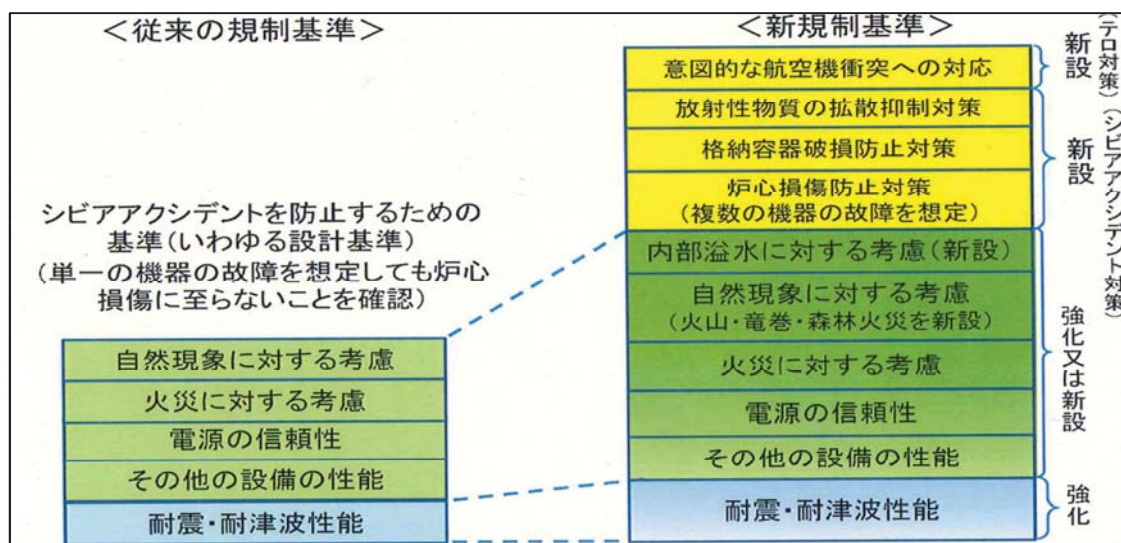 <従来の規制基準>
シビアアクシデントを防止するための
基準(いわゆる設計基準)
(単一の機器の故障を想定しても炉心
損傷に至らないことを確認)
自然現象に対する考慮
火災に対する考慮
電源の信頼性
その他の設備の性能
耐震・耐津波性能
<新規制基準>
意図的な航空機衝突への対応
放射性物質の拡散抑制対策
格納容器破損防止対策
炉心損傷防止対策
(複数の機器の故障を想定)
内部溢水に対する考慮(新設)
自然現象に対する考慮
(火山・竜巻・森林火災を新設)
火災に対する考慮
電源の信頼性
その他の設備の性能
耐震・耐津波性能
新設
(テロ対策)
新設
(シビアアクシデント対策)
強化又は新設
強化